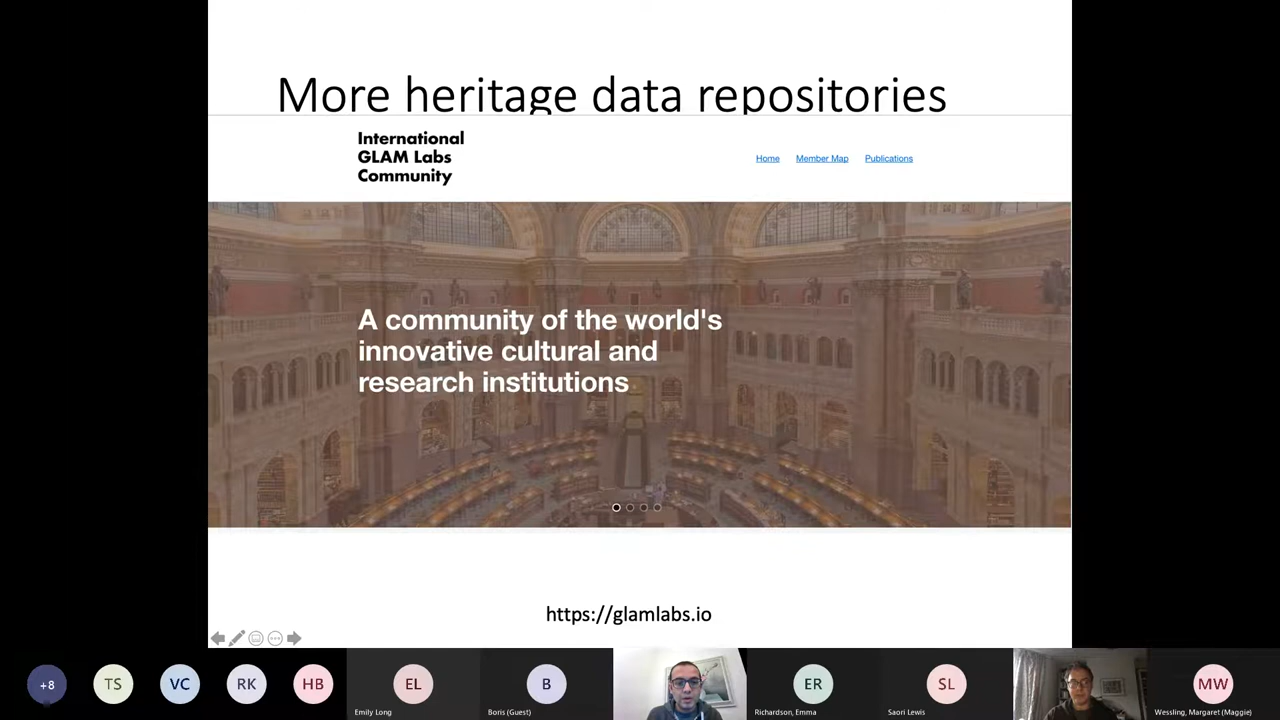 More heritage data repositories
International
GLAM Labs
Community
Home Member Map Publications
A community of the world's
innovative cultural and
research institutions
https://glamlabs.io
+8 TS VC RK HB EL B ER SL MW
Emily Long Boris (Guest) Richardson, Emma Saori Lewis Wessling, Margaret (Maggie)